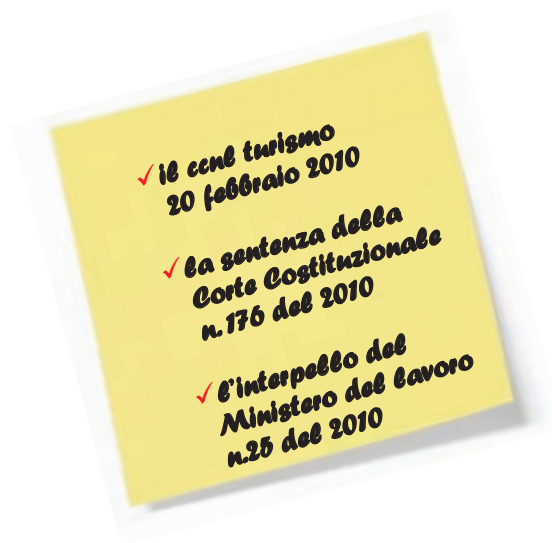 il ccnl turismo
20 febbraio 2010
la sentenza della
Corte Costituzionale
n. 176 del 2010
l'interpello del
Ministero del lavoro
n.25 del 2010